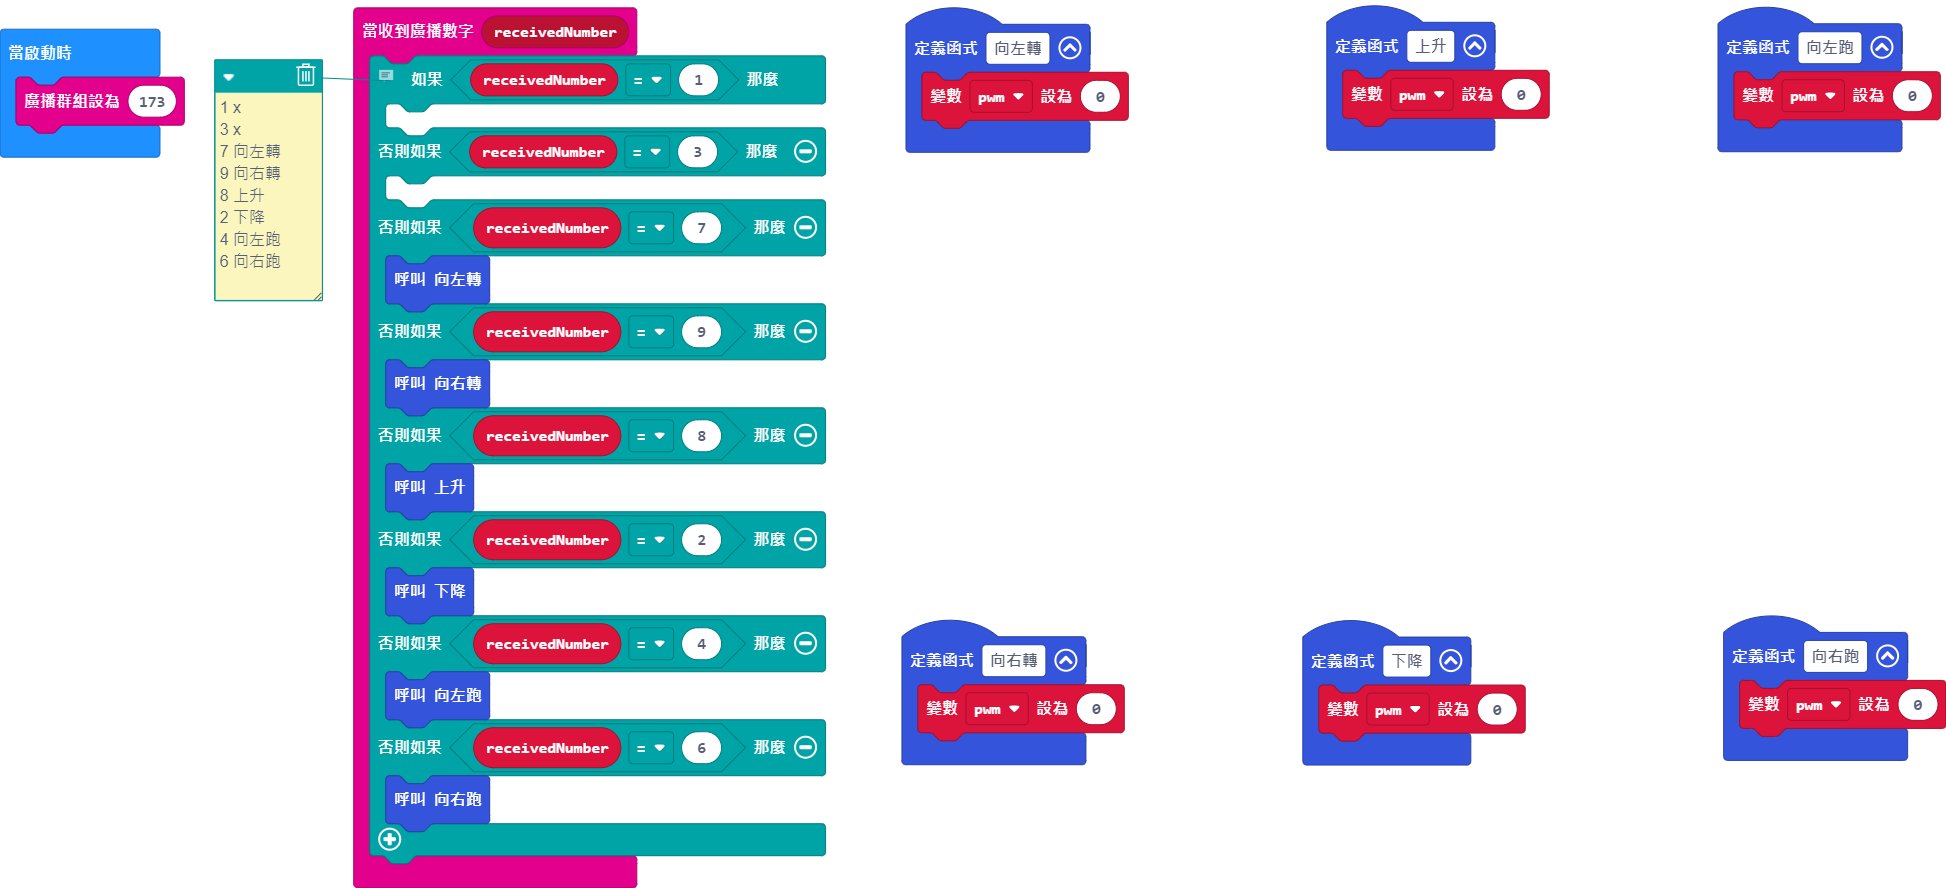 當啟動時
廣播群組設為 173
1 x
3 x
7 向左轉
9 向右轉
8 上升
2 下降
4 向左跑
6 向右跑
當收到廣播數字 receivedNumber
如果 receivedNumber = 1 那麼
否則如果 receivedNumber = 3 那麼
否則如果 receivedNumber = 7 那麼
呼叫 向左轉
否則如果 receivedNumber = 9 那麼
呼叫 向右轉
否則如果 receivedNumber = 8 那麼
呼叫 上升
否則如果 receivedNumber = 2 那麼
呼叫 下降
否則如果 receivedNumber = 4 那麼
呼叫 向左跑
否則如果 receivedNumber = 6 那麼
呼叫 向右跑
定義函式 向左轉
變數 pwm 設為 0
定義函式 上升
變數 pwm 設為 0
定義函式 向左跑
變數 pwm 設為 0
定義函式 向右轉
變數 pwm 設為 0
定義函式 下降
變數 pwm 設為 0
定義函式 向右跑
變數 pwm 設為 0